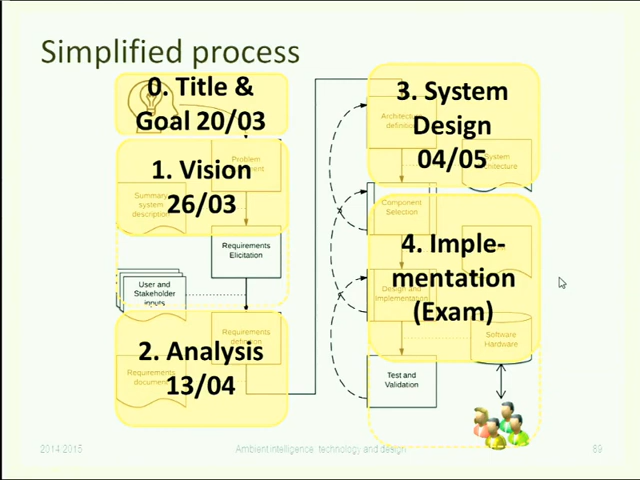 Simplified process
0. Title &
Goal 20/03
Problem
1. Vision
Summary
system
description
26/03
Requirements
Elicitation
User and
Stakeholder
inputs
Requirements
definition
2. Analysis
Requirements
document
13/04
3. System
Design
04/05
Architecture
definition
System
architecture
Component
Selection
4. Imple-
mentation
(Exam)
Design and
Implementation
Software
Hardware
Test and
Validation
2014 2015
Ambient intelligence: technology and design
89